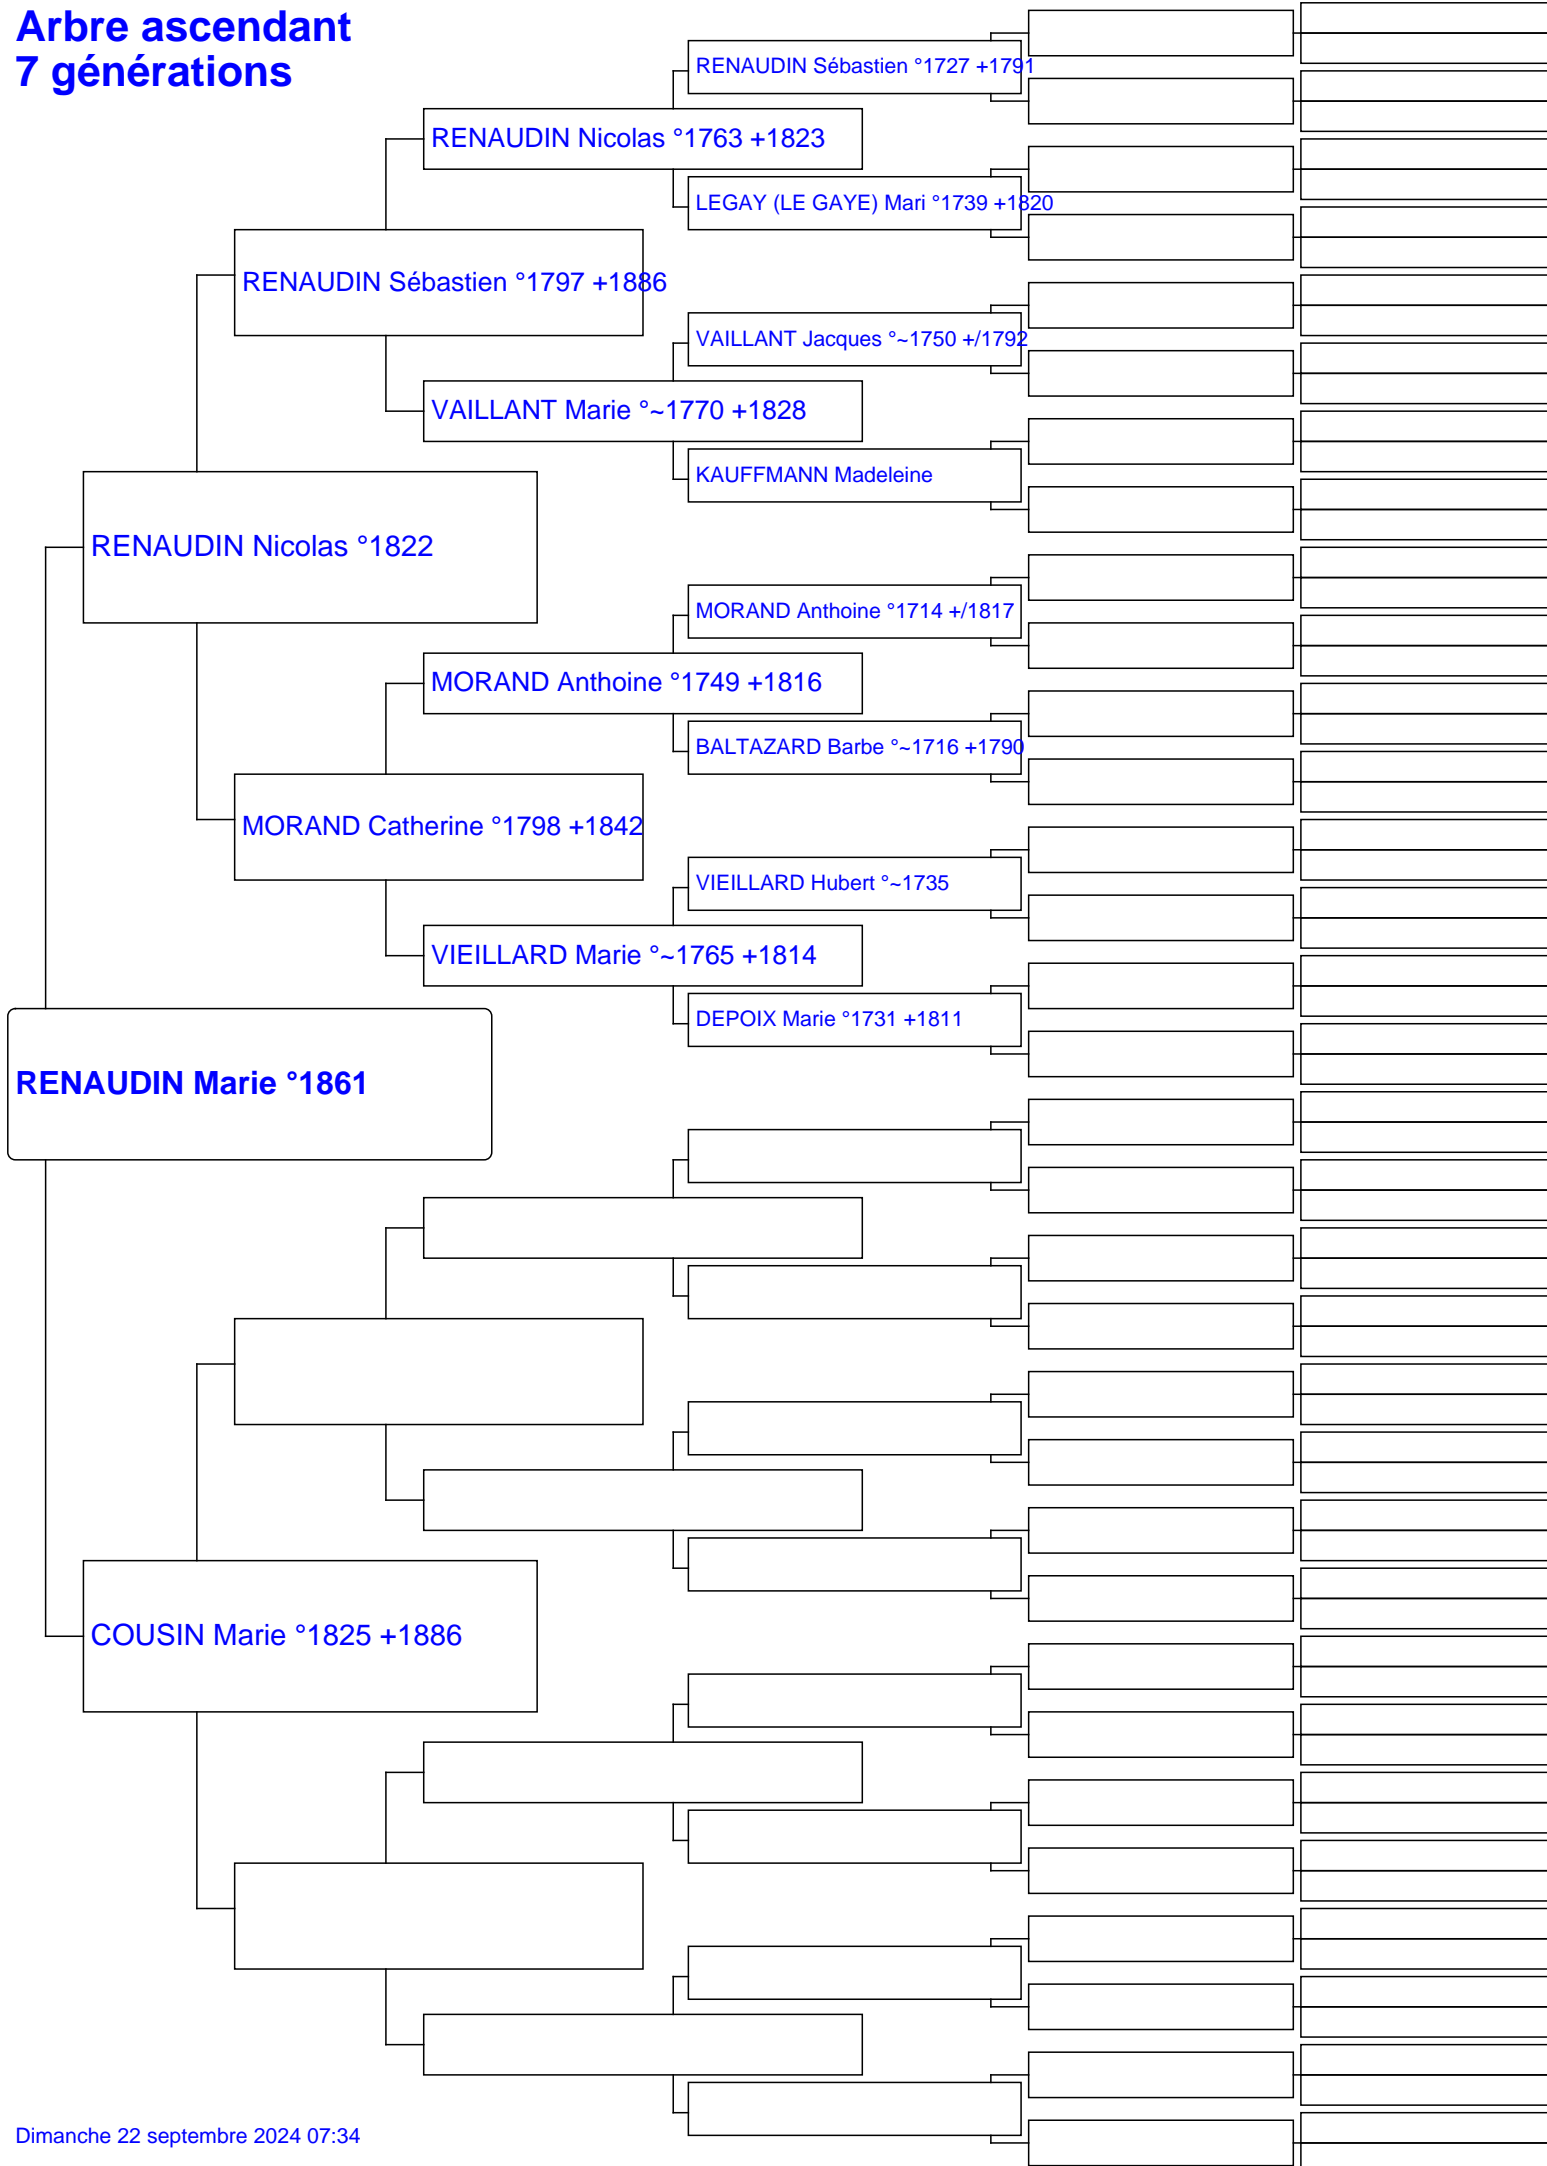 Arbre ascendant
7 générations
RENAUDIN Sébastien °1727 +1791
RENAUDIN Nicolas °1763 +1823
LEGAY (LE GAYE) Mari °1739 +1820
RENAUDIN Sébastien °1797 +1886
VAILLANT Jacques °~1750 +/1792
VAILLANT Marie °~1770 +1828
KAUFFMANN Madeleine
RENAUDIN Nicolas °1822
MORAND Anthoine °1714 +/1817
MORAND Anthoine °1749 +1816
BALTAZARD Barbe °~1716 +1790
MORAND Catherine °1798 +1842
VIEILLARD Hubert °~1735
VIEILLARD Marie °~1765 +1814
DEPOIX Marie °1731 +1811
RENAUDIN Marie °1861
COUSIN Marie °1825 +1886
Dimanche 22 septembre 2024 07:34